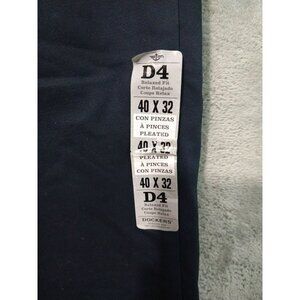 D4
Relaxed Fit
Corte Relajado
Coupe Relax
40 X 32
CON PINZAS
À PINCES
PLEATED
40 X 32
PLEATED
À PINCES
CON PINZAS
40 X 32
D4
Relaxed Fit
Corte Relajado
Coupe Relax
DOCKERS